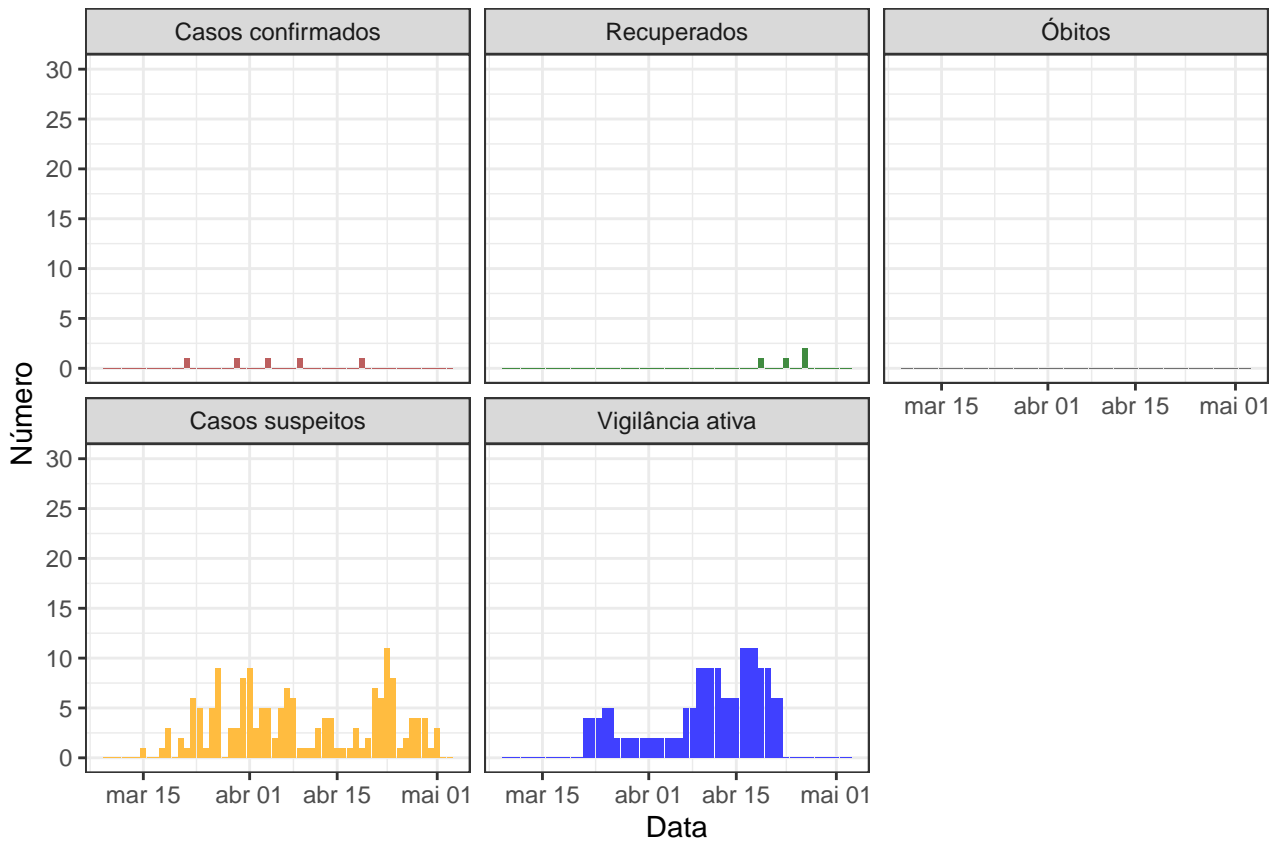 Casos confirmados
Recuperados
Óbitos
30
25
20
15
10
5
0
mar 15 abr 01 abr 15 mai 01
Número
Casos suspeitos
Vigilância ativa
30
25
20
15
10
5
0
mar 15 abr 01 abr 15 mai 01
mar 15 abr 01 abr 15 mai 01
Data